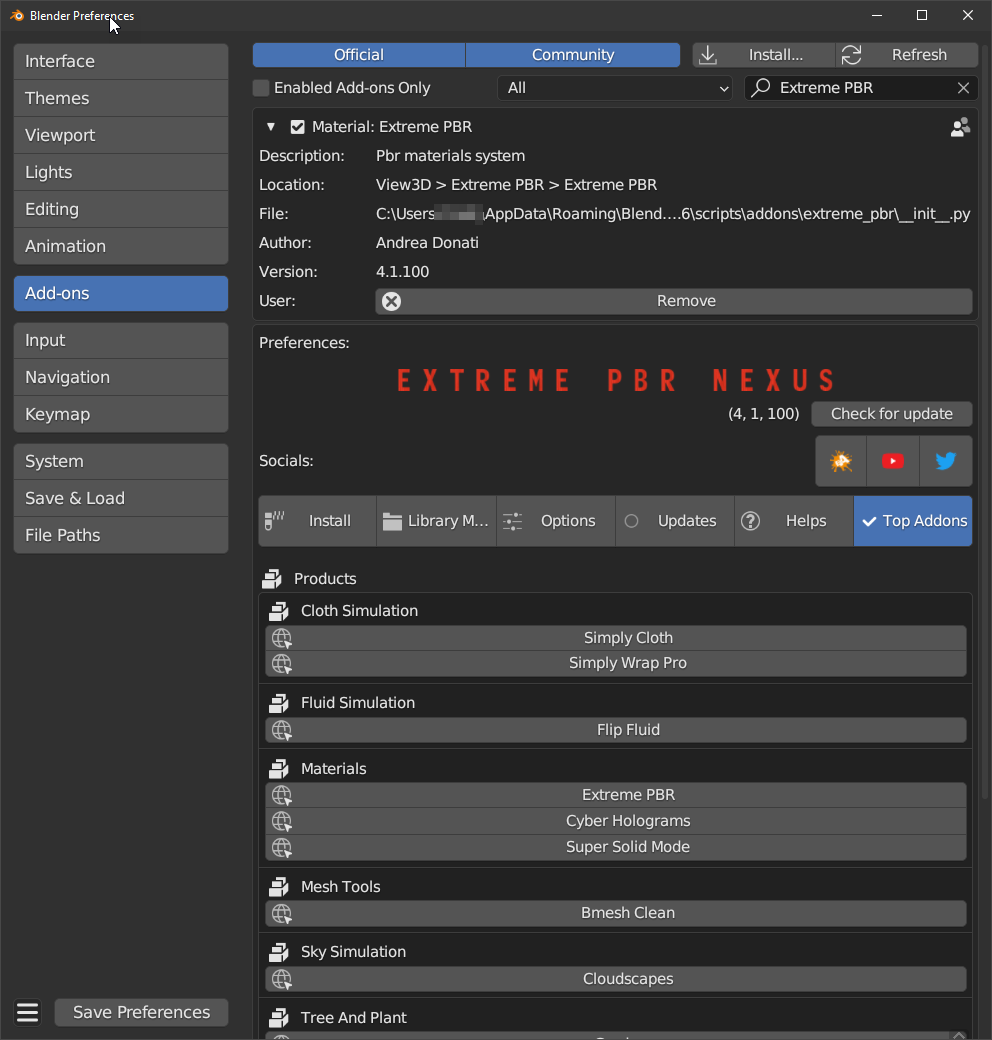 Blender Preferences
Interface
Themes
Viewport
Lights
Editing
Animation
Add-ons
Input
Navigation
Keymap
System
Save & Load
File Paths
Save Preferences
Official Community Install... Refresh
Enabled Add-ons Only All Extreme PBR
Material: Extreme PBR
Description: Pbr materials system
Location: View3D > Extreme PBR > Extreme PBR
File: C:\Users \AppData\Roaming\Blend....6\scripts\addons\extreme_pbr\__init__.py
Author: Andrea Donati
Version: 4.1.100
User: Remove
Preferences:
EXTREME PBR NEXUS
(4, 1, 100) Check for update
Socials:
Install Library M... Options Updates Helps Top Addons
Products
Cloth Simulation
Simply Cloth
Simply Wrap Pro
Fluid Simulation
Flip Fluid
Materials
Extreme PBR
Cyber Holograms
Super Solid Mode
Mesh Tools
Bmesh Clean
Sky Simulation
Cloudscapes
Tree And Plant